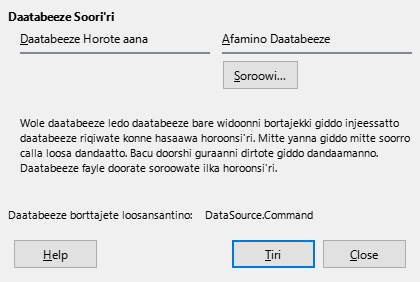 Daatabeeze Soori'ri
Daatabeeze Horote aana
Afamino Daatabeeze
Soroowi...
Wole daatabeeze ledo daatabeeze bare widoonni bortajekki giddo injeessatto
daatabeeze riqiwate konne hasaawa horoonsi'ri. Mitte yanna giddo mitte soorro
calla loosa dandaatto. Bacu doorshi guraanni dirtote giddo dandaamanno.
Daatabeeze fayle doorate soroowate ilka horoonsi'ri.
Daatabeeze borttajete loosansantino:
DataSource.Command
Help
Tiri
Close